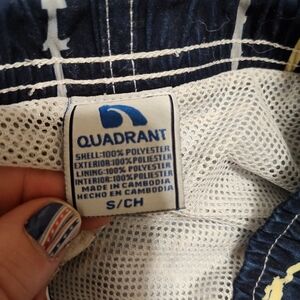 QUADRANT
SHELL:100% POLYESTER
EXTERIOR:100% POLIESTER
LINING:100% POLYESTER
INTERIOR:100% POLIESTER
MADE IN CAMBODIA
HECHO EN CAMBODIA
S/CH